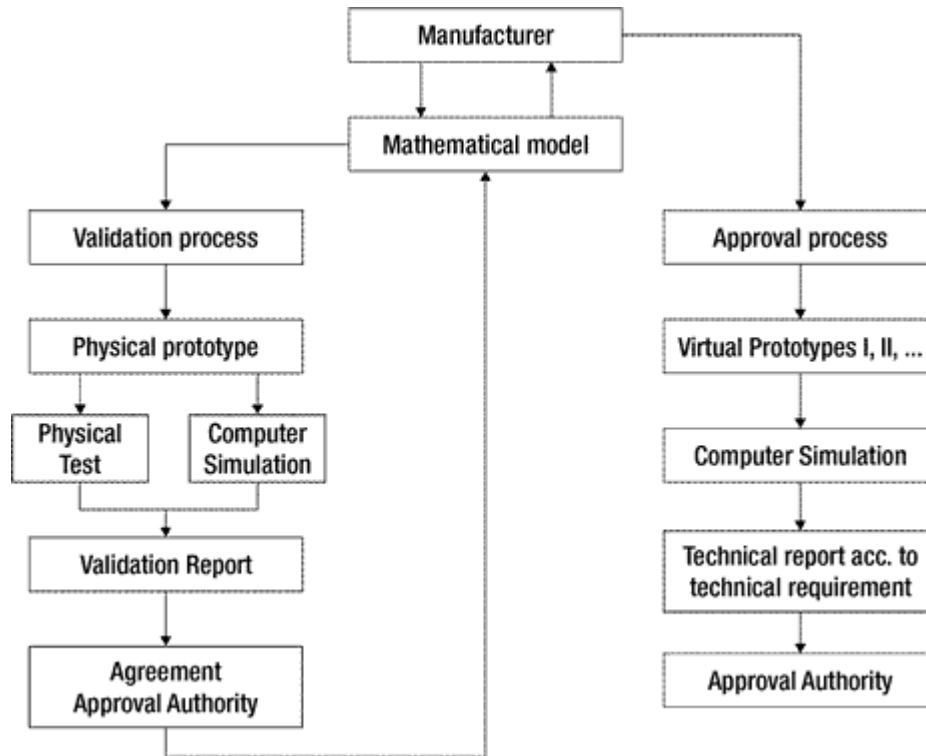 Manufacturer
Mathematical model
Validation process
Physical prototype
Physical
Test
Computer
Simulation
Validation Report
Agreement
Approval Authority
Approval process
Virtual Prototypes I, II, ...
Computer Simulation
Technical report acc. to
technical requirement
Approval Authority